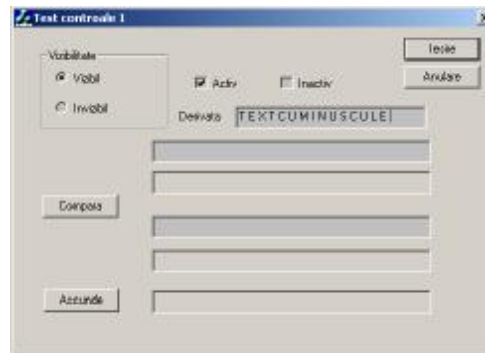 Test controale 1
Vizibilitate
Vizibil
Invizibil
Activ
Inactiv
Iesire
Anulare
Derivata TEXTCUMINUSCULE
Compara
Ascunde